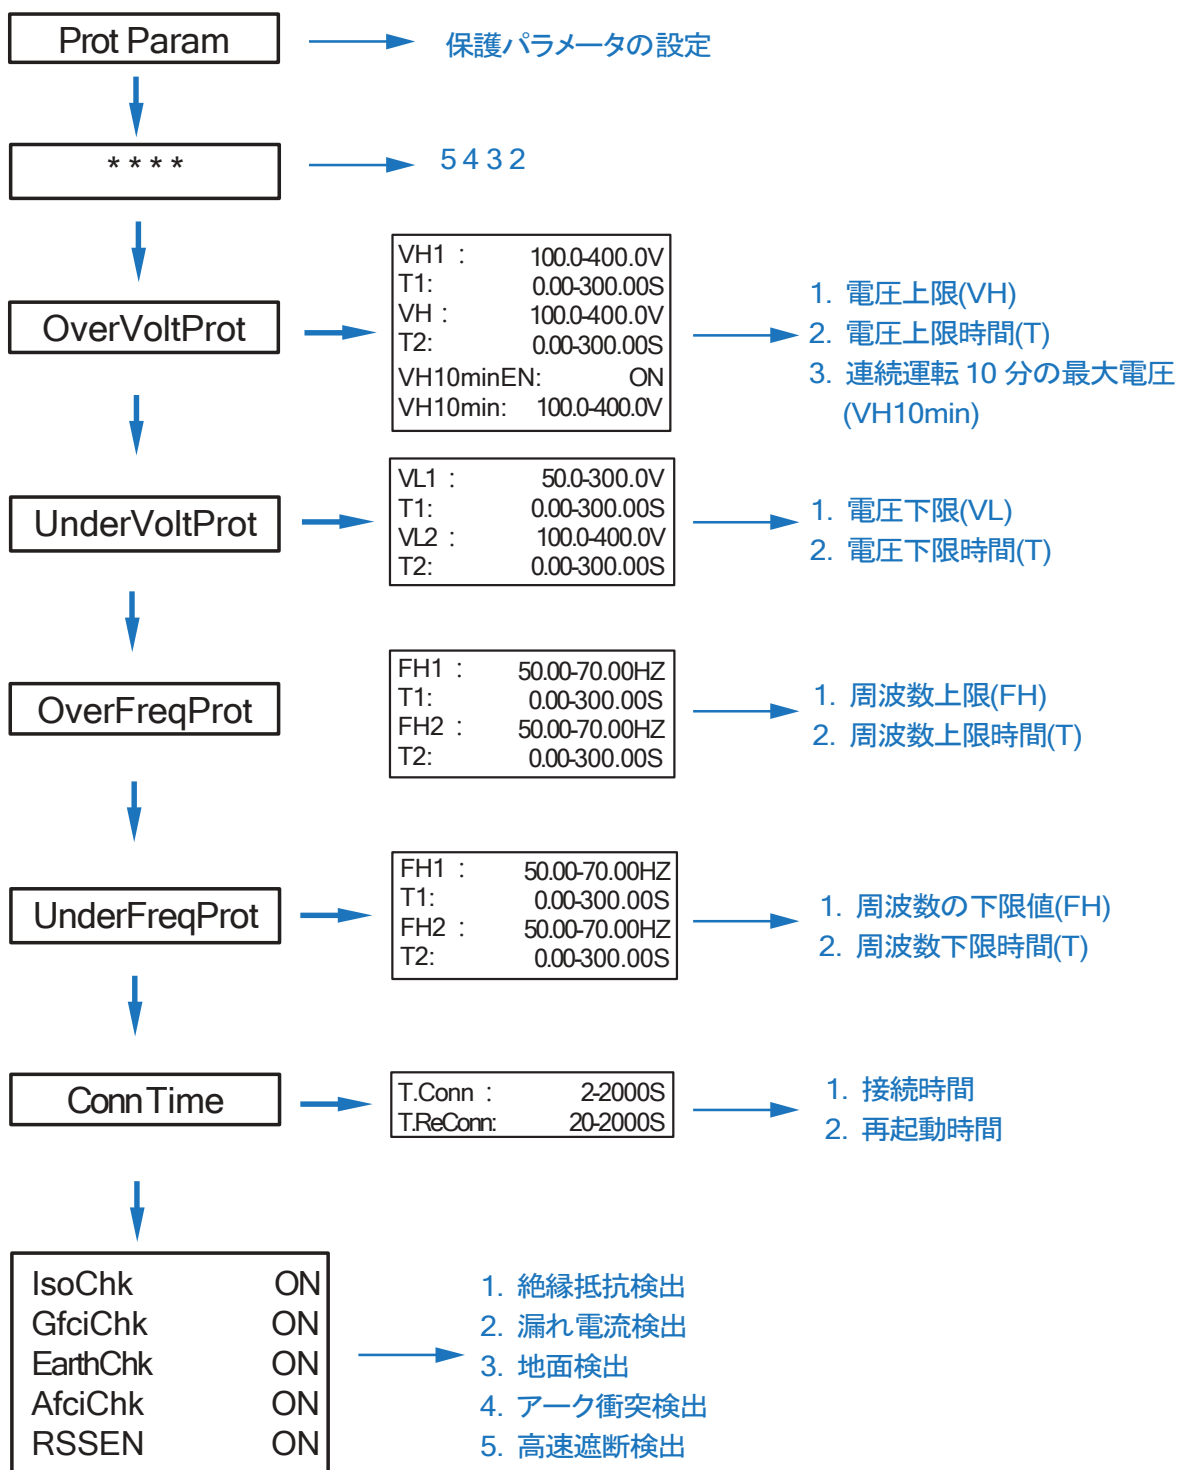 Prot Param
保護パラメータの設定
* * * *
5 4 3 2
OverVoltProt
VH1 : 100.0-400.0V
T1: 0.00-300.00S
VH : 100.0-400.0V
T2: 0.00-300.00S
VH10minEN: ON
VH10min: 100.0-400.0V
1. 電圧上限(VH)
2. 電圧上限時間(T)
3. 連続運転 10 分の最大電圧
(VH10min)
UnderVoltProt
VL1 : 50.0-300.0V
T1: 0.00-300.00S
VL2 : 100.0-400.0V
T2: 0.00-300.00S
1. 電圧下限(VL)
2. 電圧下限時間(T)
OverFreqProt
FH1 : 50.00-70.00HZ
T1: 0.00-300.00S
FH2 : 50.00-70.00HZ
T2: 0.00-300.00S
1. 周波数上限(FH)
2. 周波数上限時間(T)
UnderFreqProt
FH1 : 50.00-70.00HZ
T1: 0.00-300.00S
FH2 : 50.00-70.00HZ
T2: 0.00-300.00S
1. 周波数の下限値(FH)
2. 周波数下限時間(T)
Conn Time
T.Conn : 2-2000S
T.ReConn: 20-2000S
1. 接続時間
2. 再起動時間
IsoChk ON
GfciChk ON
EarthChk ON
AfciChk ON
RSSEN ON
1. 絶縁抵抗検出
2. 漏れ電流検出
3. 地面検出
4. アーク衝突検出
5. 高速遮断検出